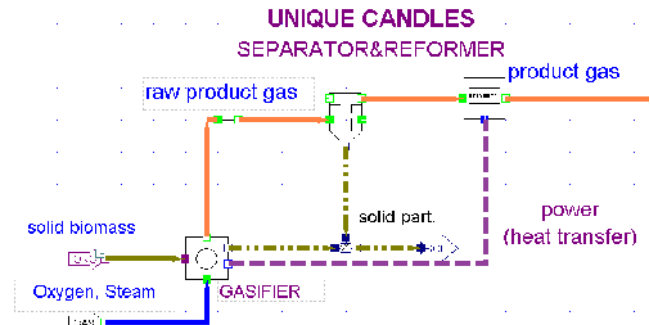 UNIQUE CANDLES
SEPARATOR&REFORMER
product gas
raw product gas
solid part.
solid biomass
power
(heat transfer)
Oxygen, Steam
GASIFIER